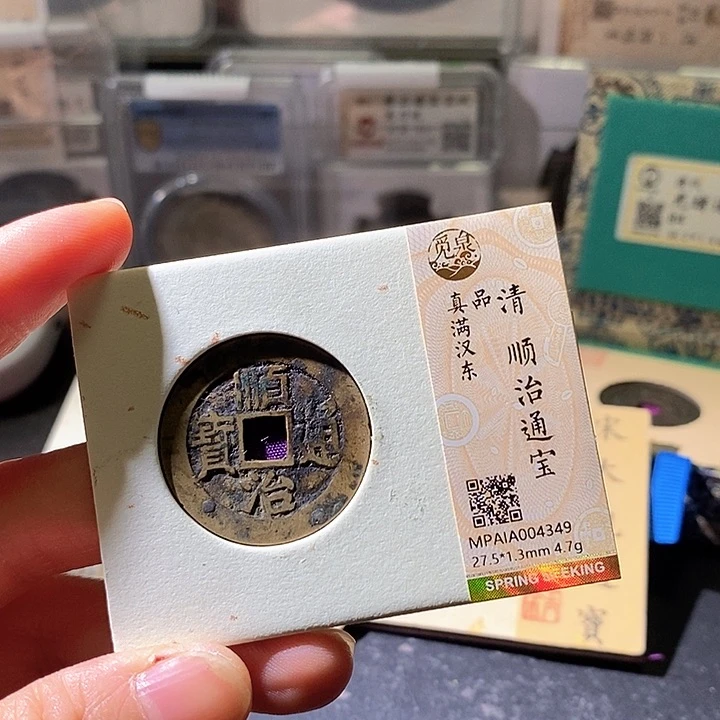 觅泉
清 顺治通宝
真品
满汉东
MPAIA004349
27.5*1.3mm 4.7g
SPRING SEEKING
順治通寶
寶